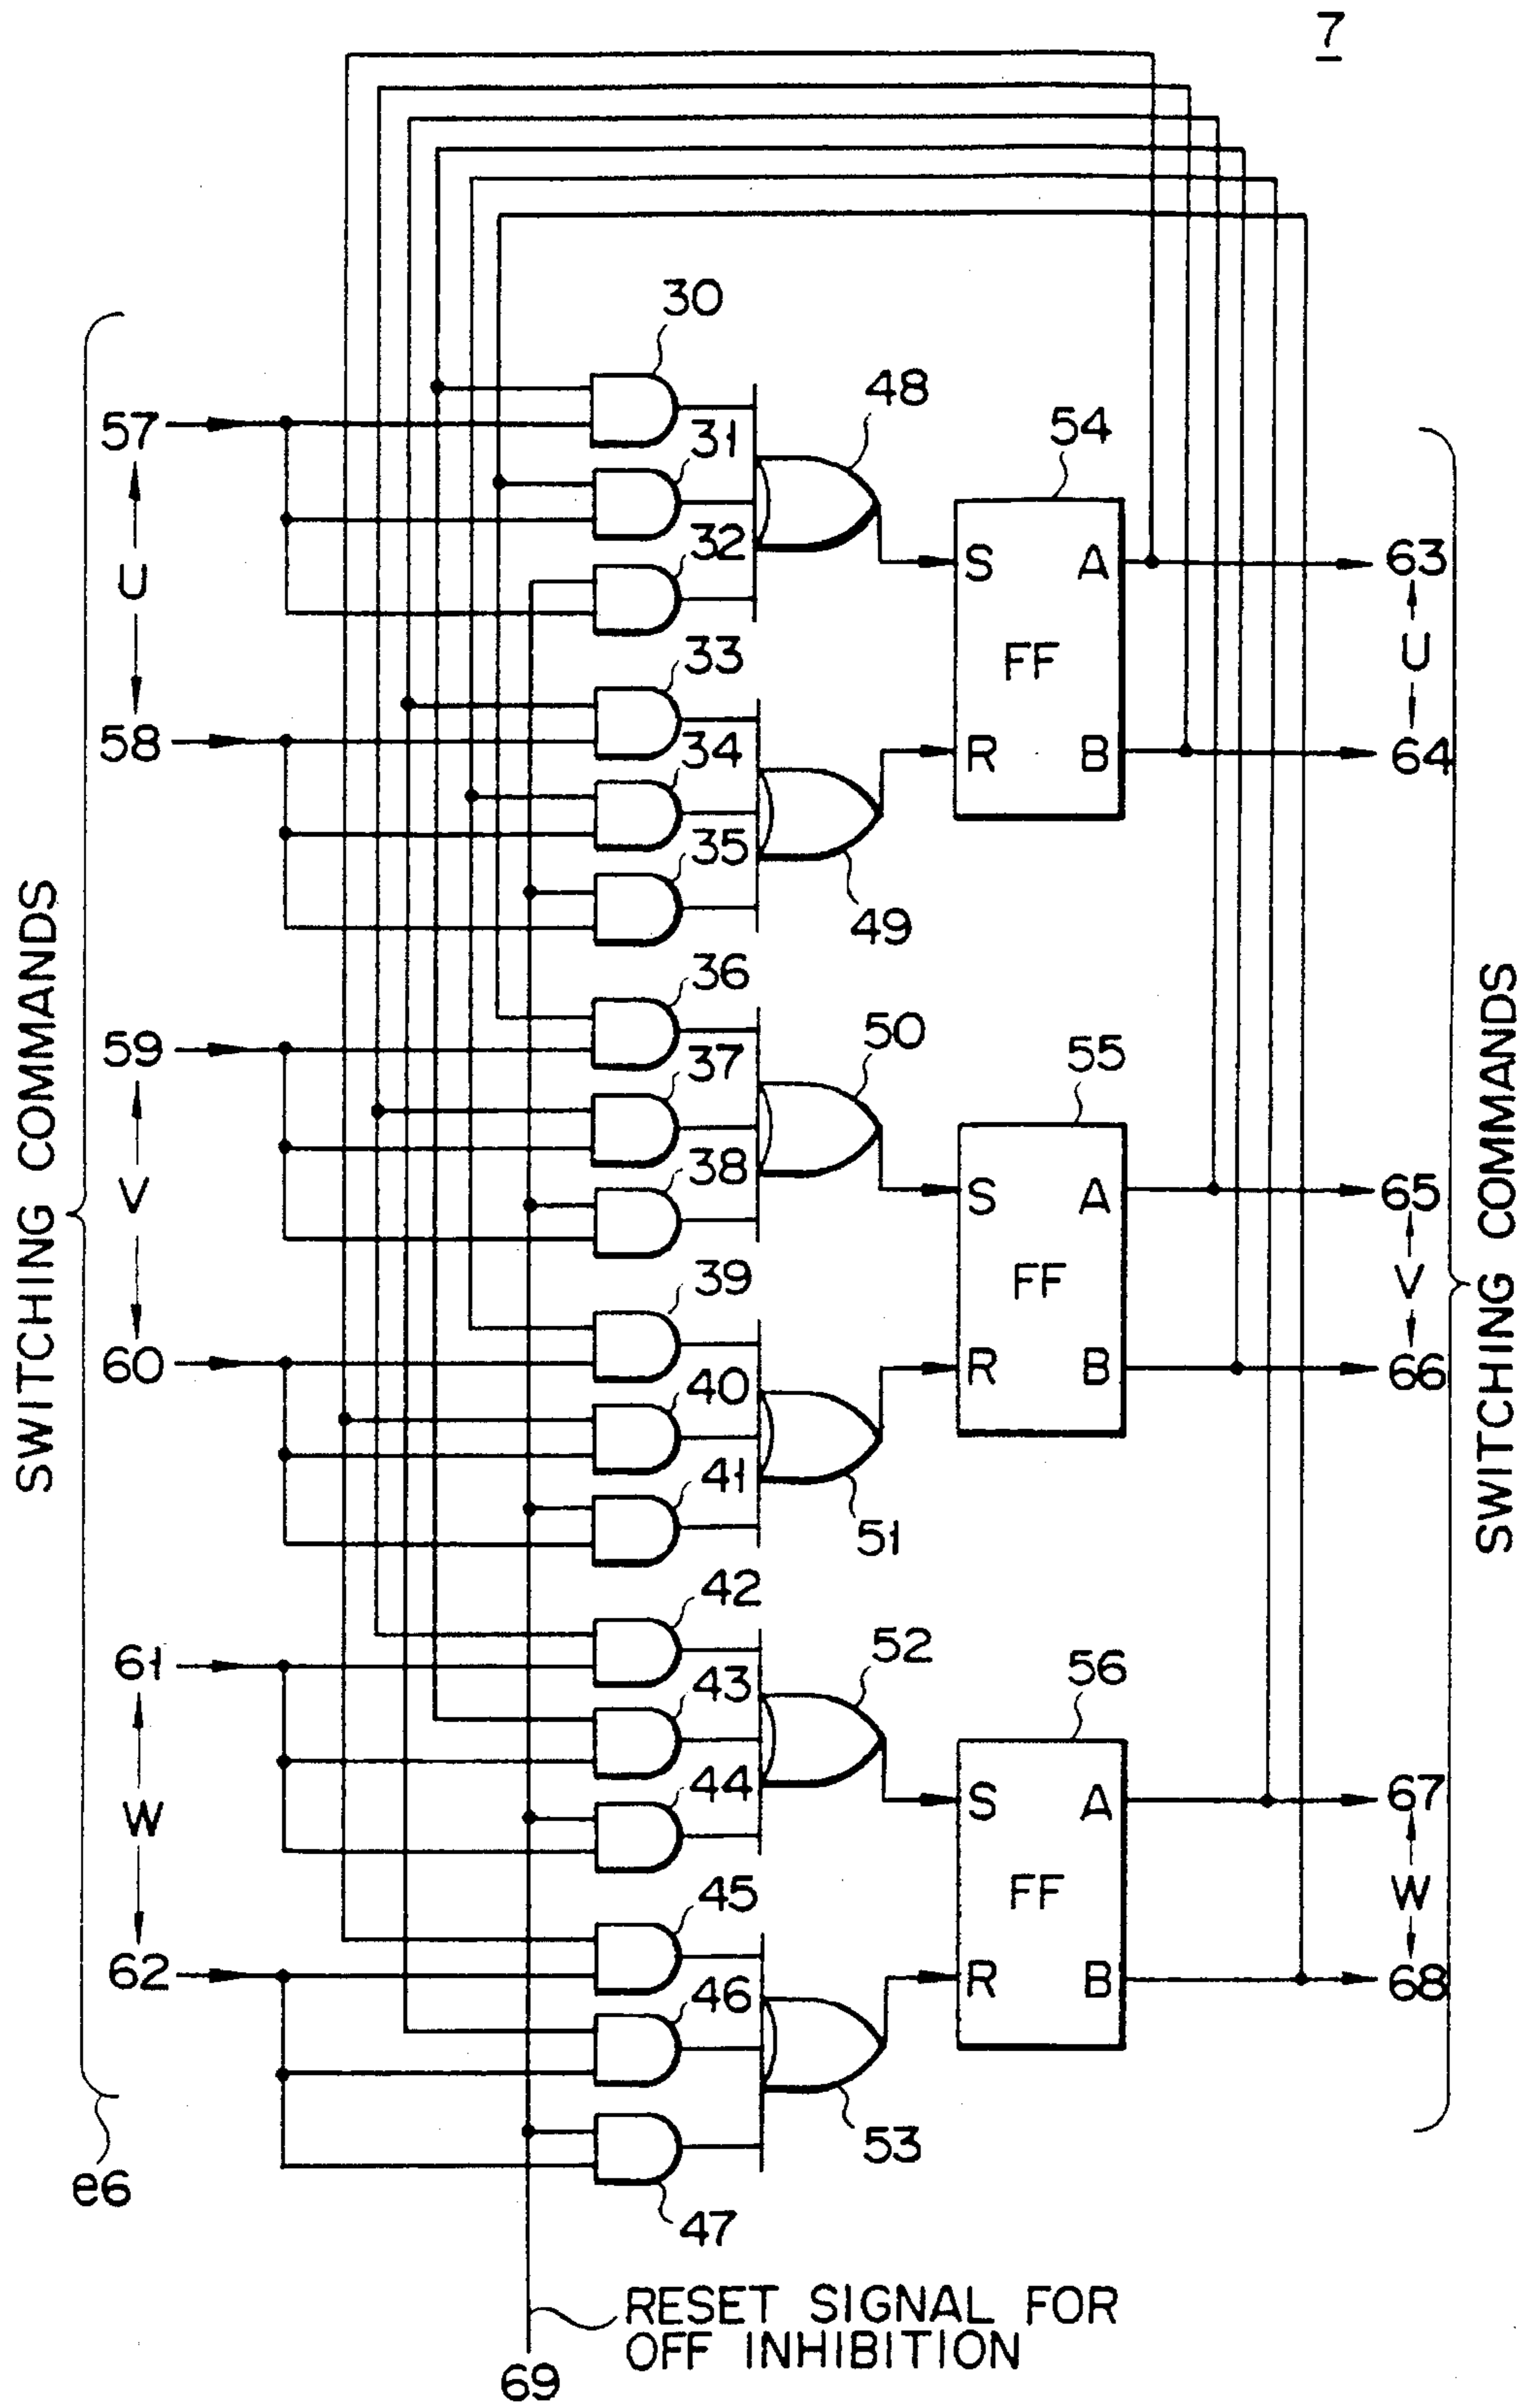 7
30
57
48
31
54
32
S A
63
U
U
33
FF
58
34
R B
64
35
49
36
59
50
37
55
38
S A
65
V
V
39
FF
60
40
R B
66
41
51
42
61
52
43
56
44
S A
67
W
W
45
FF
62
46
R B
68
53
e6
47
SWITCHING COMMANDS
SWITCHING COMMANDS
RESET SIGNAL FOR
OFF INHIBITION
69